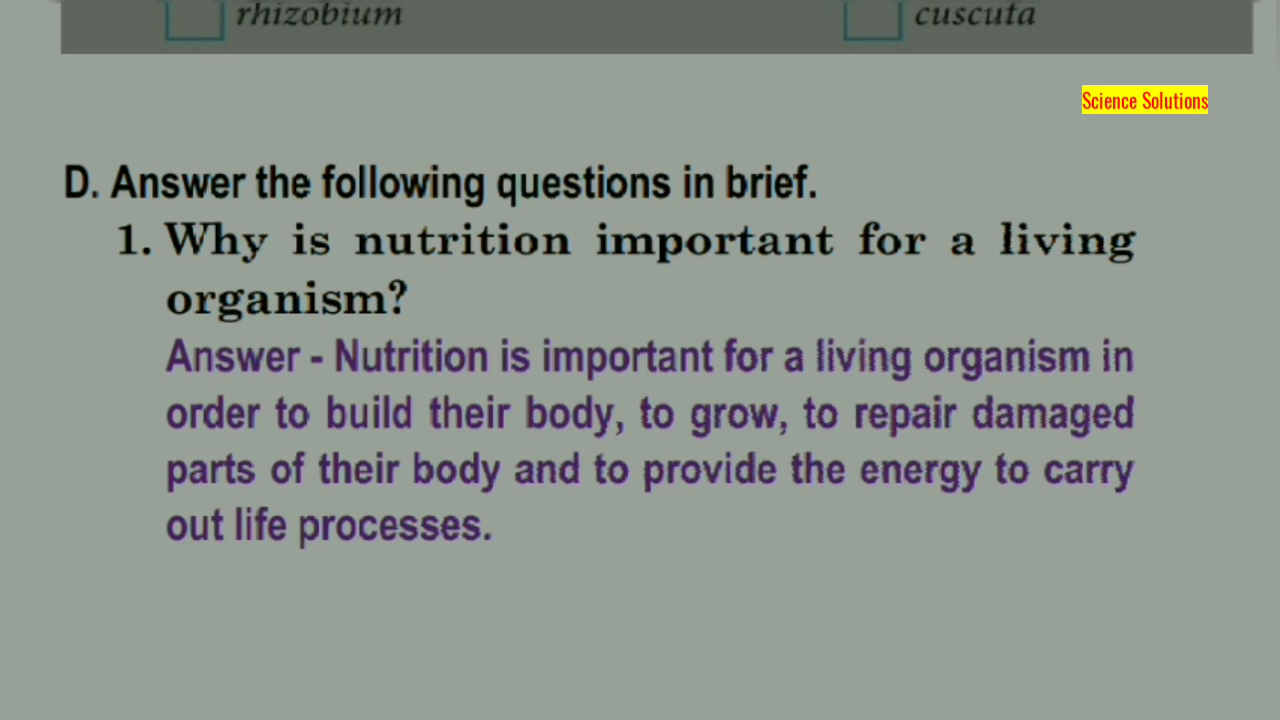 rhizobium cuscuta
Science Solutions
D. Answer the following questions in brief.
1. Why is nutrition important for a living
organism?
Answer - Nutrition is important for a living organism in
order to build their body, to grow, to repair damaged
parts of their body and to provide the energy to carry
out life processes.